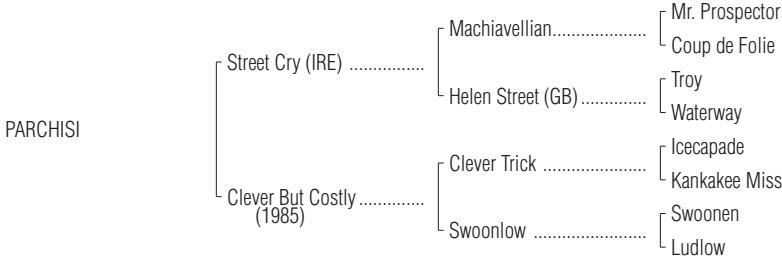 Mr. Prospector
Machiavellian....................
Coup de Folie
Street Cry (IRE) ................
Troy
Helen Street (GB)..............
Waterway
PARCHISI
Icecapade
Clever Trick ......................
Kankakee Miss
Clever But Costly..............
(1985)
Swoonen
Swoonlow ........................
Ludlow